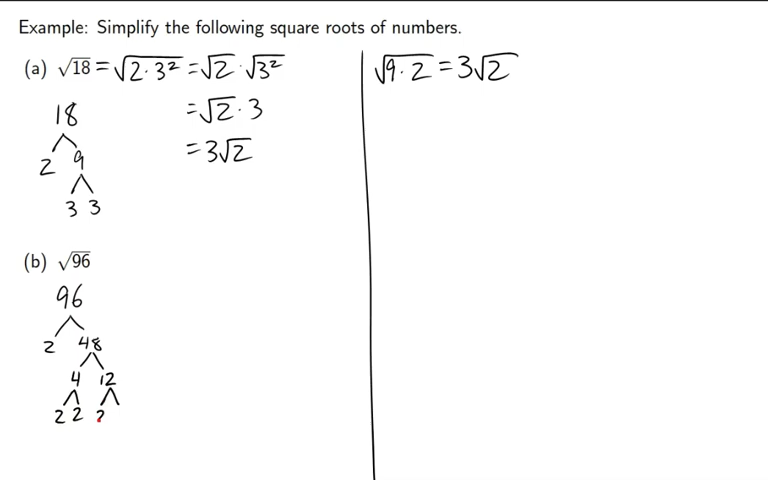 Example: Simplify the following square roots of numbers.
(a) √18 = √2·3² = √2 · √3²
= √2 · 3
= 3√2
18
2 9
3 3
√9·2 = 3√2
(b) √96
96
2 48
4 12
2 2 2